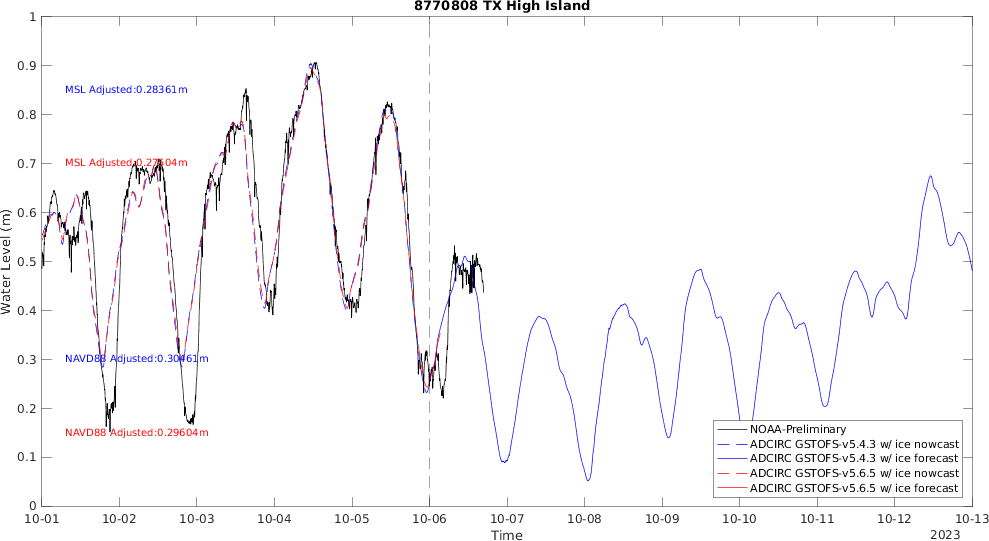 8770808 TX High Island
Water Level (m)
1
0.9
0.8
0.7
0.6
0.5
0.4
0.3
0.2
0.1
0
MSL Adjusted:0.28361m
MSL Adjusted:0.27604m
NAVD88 Adjusted:0.30461m
NAVD88 Adjusted:0.29604m
NOAA-Preliminary
ADCIRC GSTOFS-v5.4.3 w/ ice nowcast
ADCIRC GSTOFS-v5.4.3 w/ ice forecast
ADCIRC GSTOFS-v5.6.5 w/ ice nowcast
ADCIRC GSTOFS-v5.6.5 w/ ice forecast
10-01 10-02 10-03 10-04 10-05 10-06 10-07 10-08 10-09 10-10 10-11 10-12 10-13
Time
2023